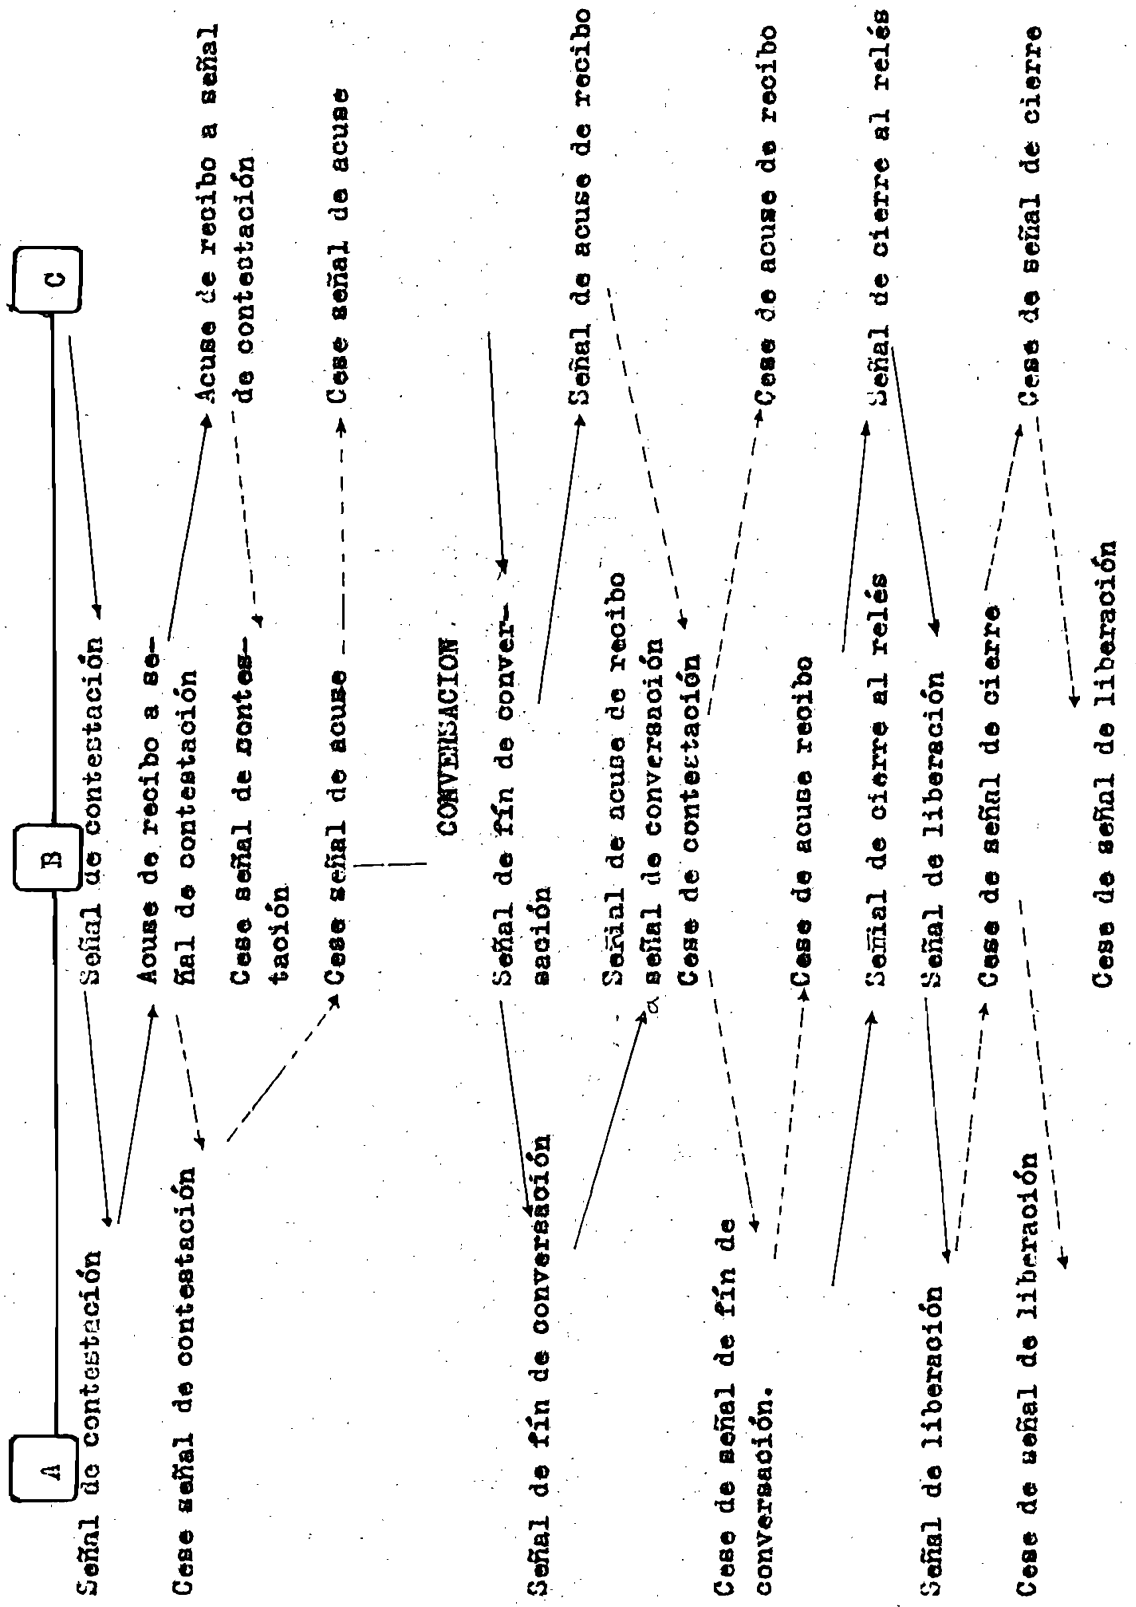 A
B
C
Señal de contestación
Señal de contestación
Acuse de recibo a se-
ñal de contestación
Acuse de recibo a señal
de contestación
Cese señal de contestación
Cese señal de contes-
tación
Cese señal de acuse
Cese señal de acuse
CONVERSACION
Señal de fín de conver-
sación
Señal de fín de conversación
Señal de acuse de recibo
Señal de acuse de recibo
a señal de conversación
Cese de contestación
Cese de señal de fín de
conversación.
Cese de acuse de recibo
Cese de acuse recibo
Señal de cierre al relés
Señal de cierre al relés
Señal de liberación
Señal de liberación
Cese de señal de cierre
Cese de señal de cierre
Cese de señal de liberación
Cese de señal de liberación